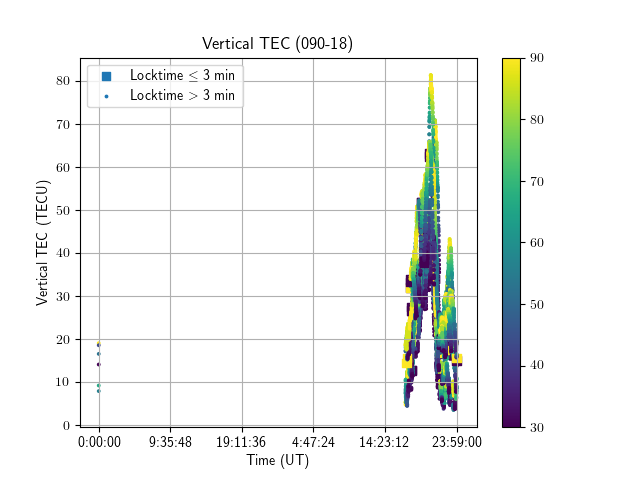 Vertical TEC (090-18)
Locktime ≤ 3 min
Locktime > 3 min
Vertical TEC (TECU)
80
70
60
50
40
30
20
10
0
0:00:00 9:35:48 19:11:36 4:47:24 14:23:12 23:59:00
Time (UT)
90
80
70
60
50
40
30